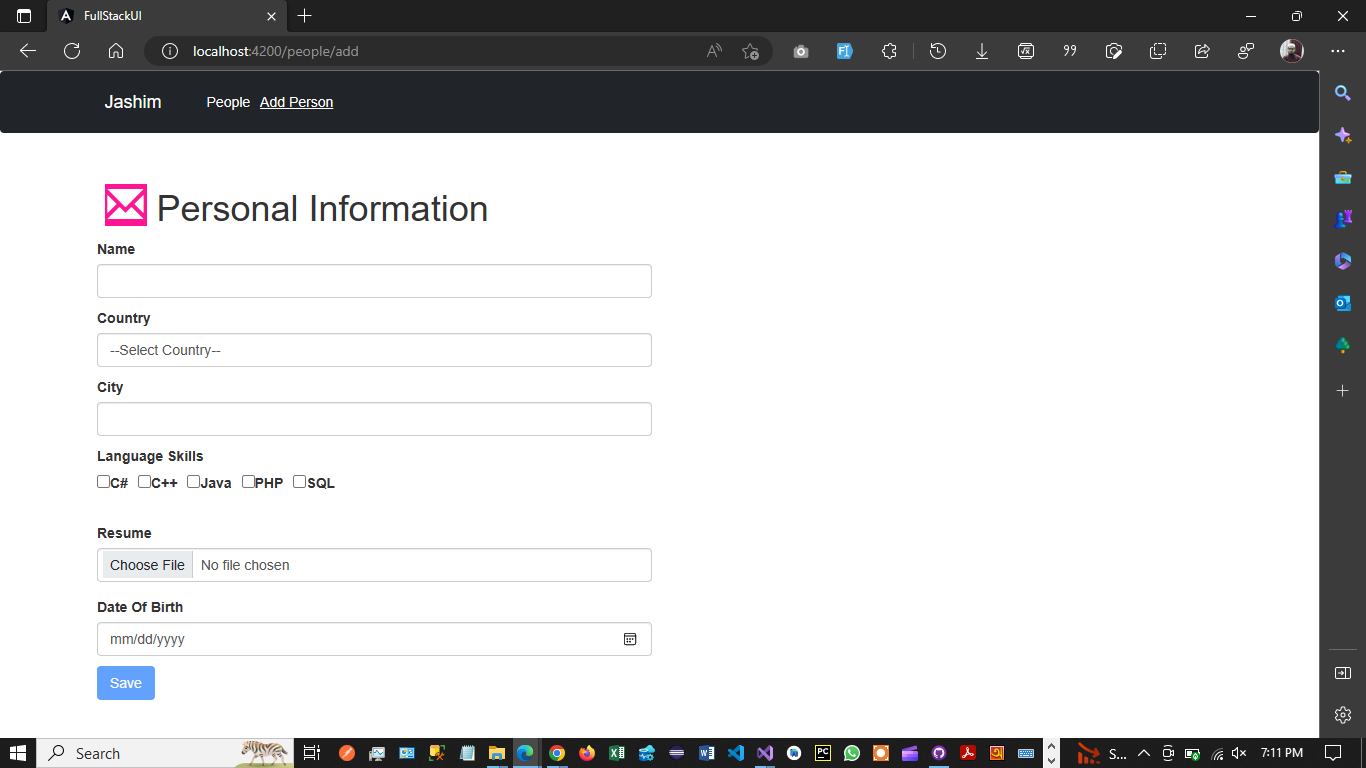 FullStackUI
localhost:4200/people/add
Jashim People Add Person
Personal Information
Name
Country
--Select Country--
City
Language Skills
C# C++ Java PHP SQL
Resume
Choose File No file chosen
Date Of Birth
mm/dd/yyyy
Save
Search
S...
7:11 PM